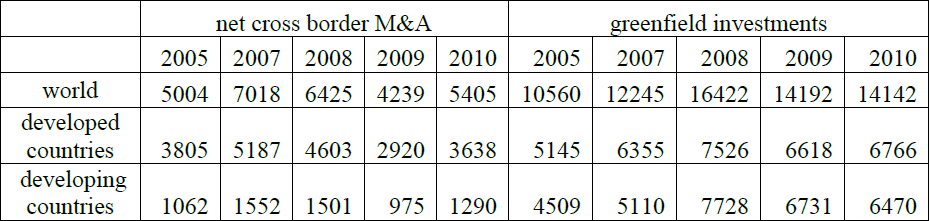 net cross border M&A greenfield investments
2005 2007 2008 2009 2010 2005 2007 2008 2009 2010
world 5004 7018 6425 4239 5405 10560 12245 16422 14192 14142
developed
countries 3805 5187 4603 2920 3638 5145 6355 7526 6618 6766
developing
countries 1062 1552 1501 975 1290 4509 5110 7728 6731 6470